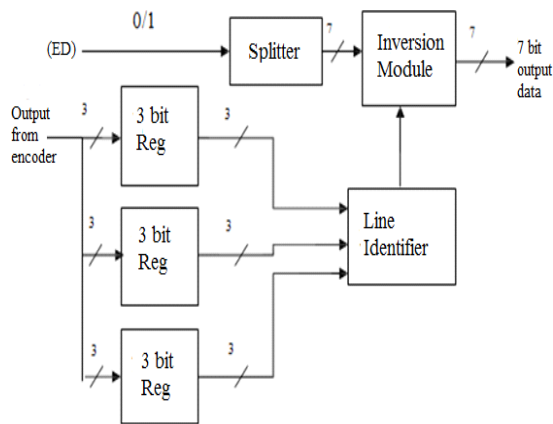 0/1
(ED)
Splitter
7
Inversion
Module
7
7 bit
output
data
Output
from
encoder
3
3 bit
Reg
3
3
3 bit
Reg
3
Line
Identifier
3
3 bit
Reg
3